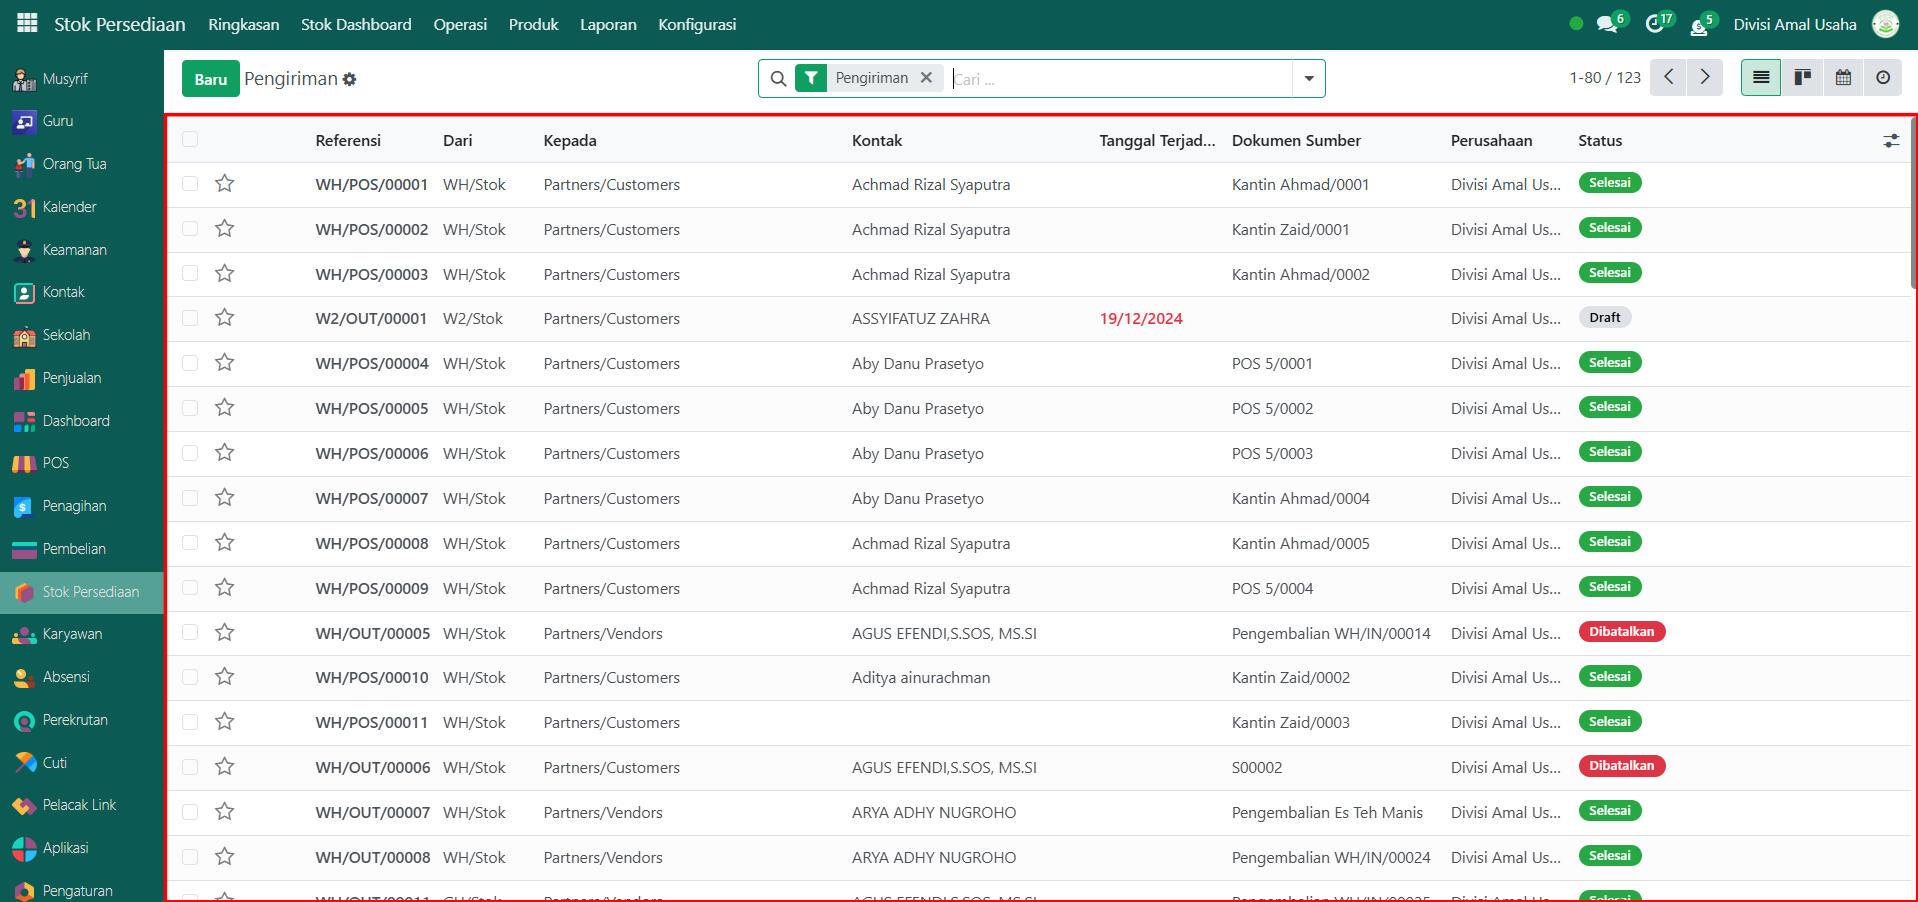 Stok Persediaan Ringkasan Stok Dashboard Operasi Produk Laporan Konfigurasi 6 17 5 Divisi Amal Usaha
Musyrif
Guru
Orang Tua
31 Kalender
Keamanan
Kontak
Sekolah
Penjualan
Dashboard
POS
Penagihan
Pembelian
Stok Persediaan
Karyawan
Absensi
Perekrutan
Cuti
Pelacak Link
Aplikasi
Pengaturan
Baru Pengiriman Pengiriman Cari ... 1-80 / 123
Referensi Dari Kepada Kontak Tanggal Terjad... Dokumen Sumber Perusahaan Status
WH/POS/00001 WH/Stok Partners/Customers Achmad Rizal Syaputra Kantin Ahmad/0001 Divisi Amal Us... Selesai
WH/POS/00002 WH/Stok Partners/Customers Achmad Rizal Syaputra Kantin Zaid/0001 Divisi Amal Us... Selesai
WH/POS/00003 WH/Stok Partners/Customers Achmad Rizal Syaputra Kantin Ahmad/0002 Divisi Amal Us... Selesai
W2/OUT/00001 W2/Stok Partners/Customers ASSYIFATUZ ZAHRA 19/12/2024 Divisi Amal Us... Draft
WH/POS/00004 WH/Stok Partners/Customers Aby Danu Prasetyo POS 5/0001 Divisi Amal Us... Selesai
WH/POS/00005 WH/Stok Partners/Customers Aby Danu Prasetyo POS 5/0002 Divisi Amal Us... Selesai
WH/POS/00006 WH/Stok Partners/Customers Aby Danu Prasetyo POS 5/0003 Divisi Amal Us... Selesai
WH/POS/00007 WH/Stok Partners/Customers Aby Danu Prasetyo Kantin Ahmad/0004 Divisi Amal Us... Selesai
WH/POS/00008 WH/Stok Partners/Customers Achmad Rizal Syaputra Kantin Ahmad/0005 Divisi Amal Us... Selesai
WH/POS/00009 WH/Stok Partners/Customers Achmad Rizal Syaputra POS 5/0004 Divisi Amal Us... Selesai
WH/OUT/00005 WH/Stok Partners/Vendors AGUS EFENDI,S.SOS, MS.SI Pengembalian WH/IN/00014 Divisi Amal Us... Dibatalkan
WH/POS/00010 WH/Stok Partners/Customers Aditya ainurachman Kantin Zaid/0002 Divisi Amal Us... Selesai
WH/POS/00011 WH/Stok Partners/Customers Kantin Zaid/0003 Divisi Amal Us... Selesai
WH/OUT/00006 WH/Stok Partners/Customers AGUS EFENDI,S.SOS, MS.SI S00002 Divisi Amal Us... Dibatalkan
WH/OUT/00007 WH/Stok Partners/Vendors ARYA ADHY NUGROHO Pengembalian Es Teh Manis Divisi Amal Us... Selesai
WH/OUT/00008 WH/Stok Partners/Vendors ARYA ADHY NUGROHO Pengembalian WH/IN/00024 Divisi Amal Us... Selesai